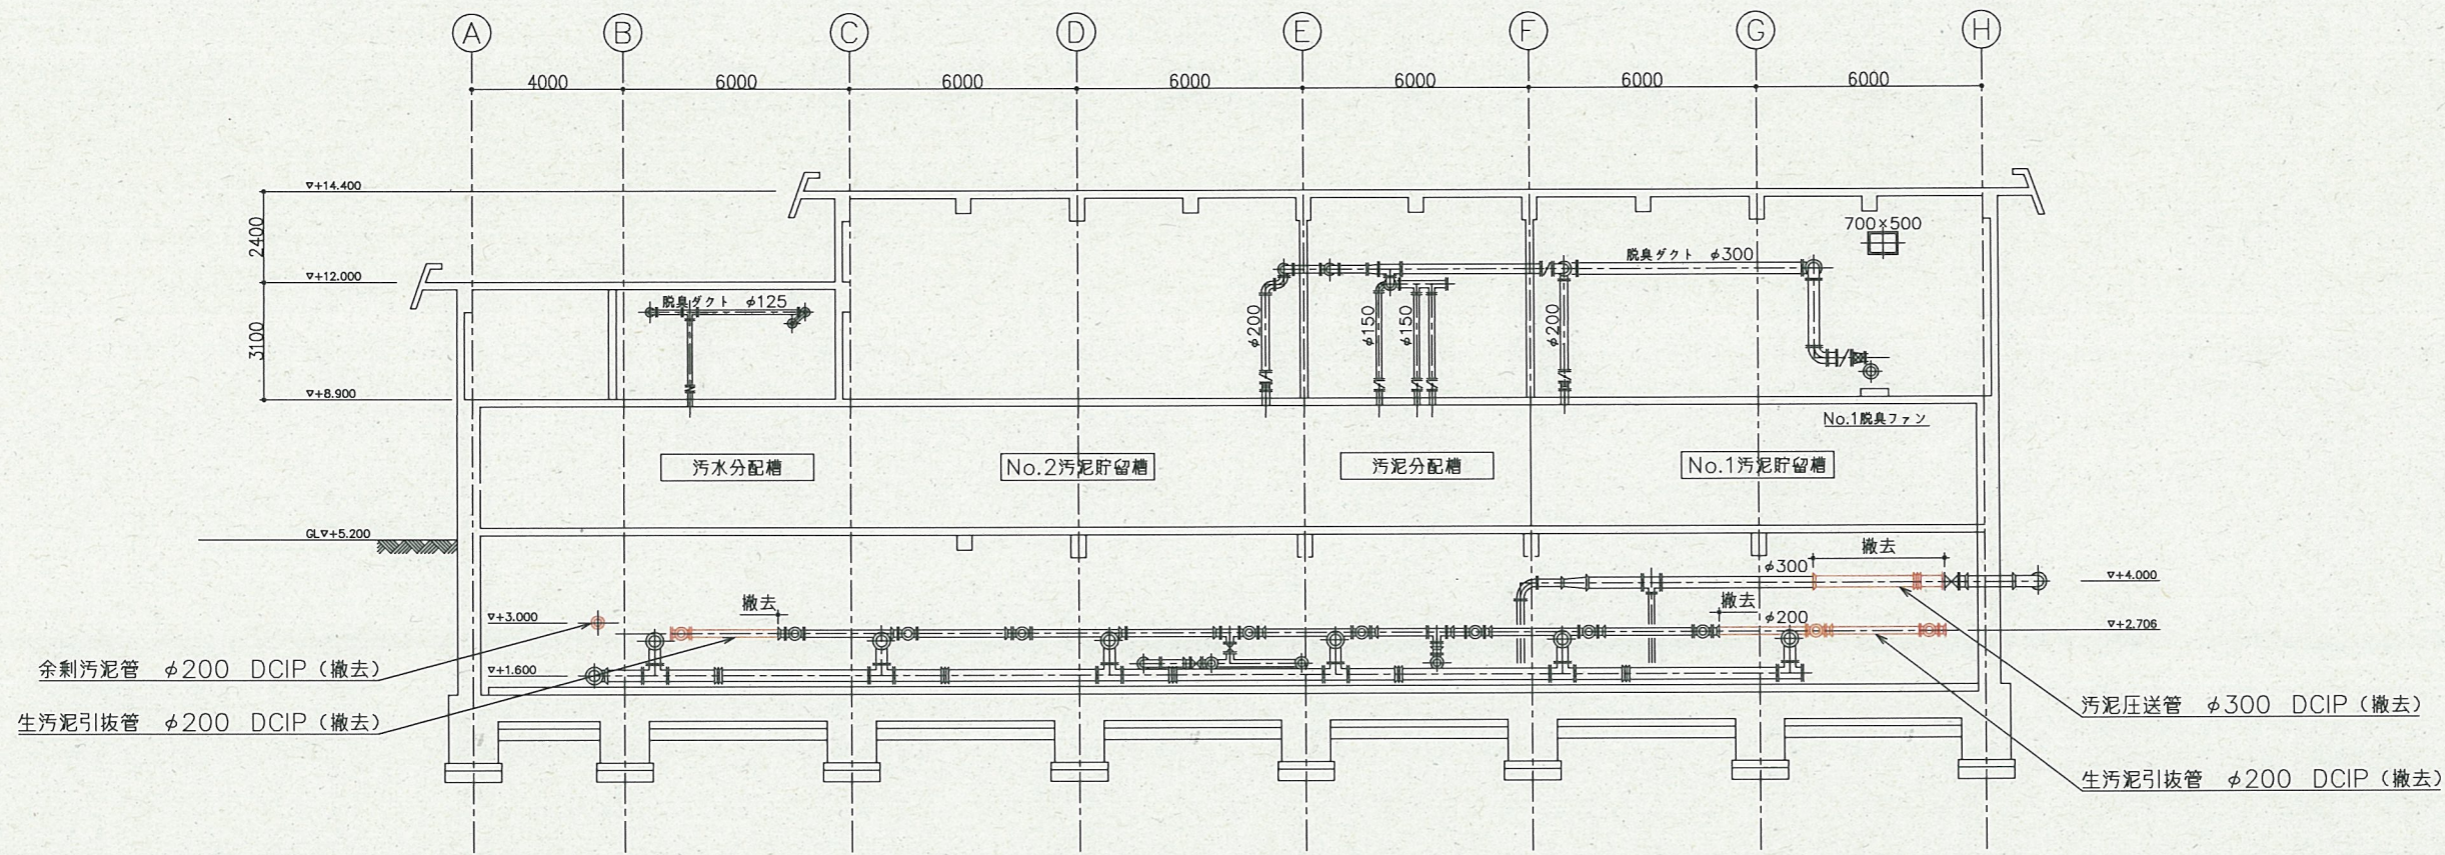 A B C D E F G H
4000 6000 6000 6000 6000 6000 6000
▽+14.400
2400
700×500
脱臭ダクト φ300
▽+12.000
脱臭ダクト φ125
3100
φ200 φ150 φ150 φ200
▽+8.900
No.1脱臭ファン
汚水分配槽 No.2汚泥貯留槽 汚泥分配槽 No.1汚泥貯留槽
GL▽+5.200
撤去
φ300
▽+4.000
撤去 撤去
▽+3.000 φ200
▽+2.706
余剰汚泥管 φ200 DCIP(撤去)
▽+1.600
生汚泥引抜管 φ200 DCIP(撤去)
汚泥圧送管 φ300 DCIP(撤去)
生汚泥引抜管 φ200 DCIP(撤去)